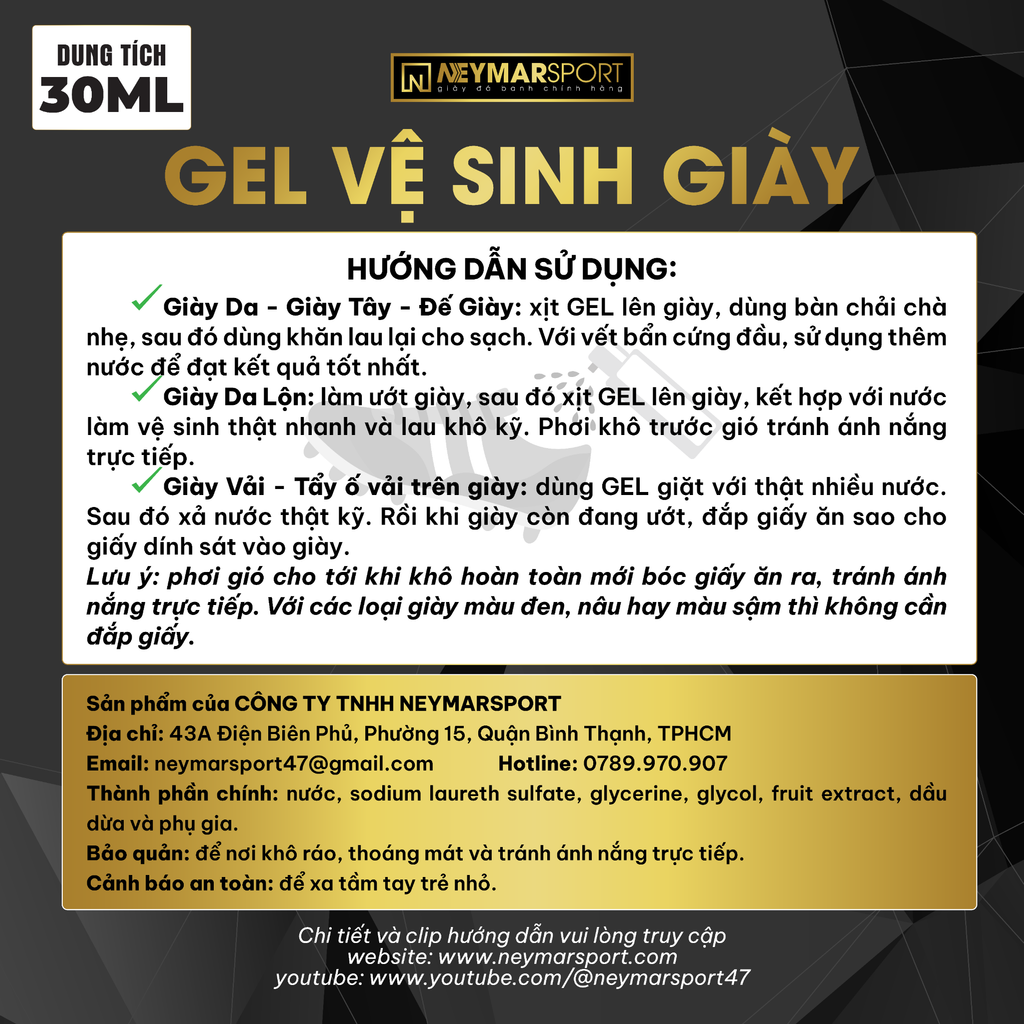 DUNG TÍCH
30ML
NEYMARSPORT
giày đá banh chính hãng
GEL VỆ SINH GIÀY
HƯỚNG DẪN SỬ DỤNG:
Giày Da - Giày Tây - Đế Giày: xịt GEL lên giày, dùng bàn chải chà
nhẹ, sau đó dùng khăn lau lại cho sạch. Với vết bẩn cứng đầu, sử dụng thêm
nước để đạt kết quả tốt nhất.
Giày Da Lộn: làm ướt giày, sau đó xịt GEL lên giày, kết hợp với nước
làm vệ sinh thật nhanh và lau khô kỹ. Phơi khô trước gió tránh ánh nắng
trực tiếp.
Giày Vải - Tẩy ố vải trên giày: dùng GEL giặt với thật nhiều nước.
Sau đó xả nước thật kỹ. Rồi khi giày còn đang ướt, đắp giấy ăn sao cho
giấy dính sát vào giày.
Lưu ý: phơi gió cho tới khi khô hoàn toàn mới bóc giấy ăn ra, tránh ánh
nắng trực tiếp. Với các loại giày màu đen, nâu hay màu sậm thì không cần
đắp giấy.
Sản phẩm của CÔNG TY TNHH NEYMARSPORT
Địa chỉ: 43A Điện Biên Phủ, Phường 15, Quận Bình Thạnh, TPHCM
Email: neymarsport47@gmail.com Hotline: 0789.970.907
Thành phần chính: nước, sodium laureth sulfate, glycerine, glycol, fruit extract, dầu
dừa và phụ gia.
Bảo quản: để nơi khô ráo, thoáng mát và tránh ánh nắng trực tiếp.
Cảnh báo an toàn: để xa tầm tay trẻ nhỏ.
Chi tiết và clip hướng dẫn vui lòng truy cập
website: www.neymarsport.com
youtube: www.youtube.com/@neymarsport47